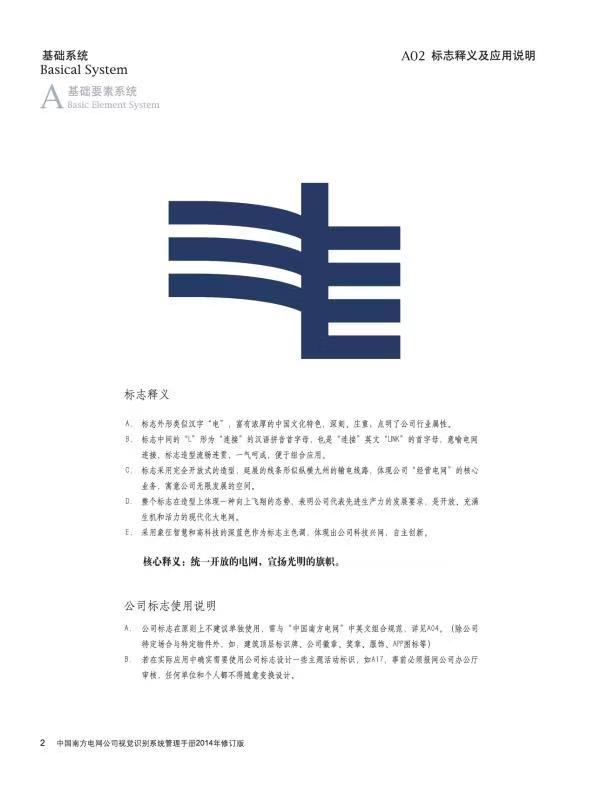 基础系统
Basical System
A 基础要素系统
Basic Element System
A02 标志释义及应用说明
标志释义
A. 标志外形类似汉字“电”，富有浓厚的中国文化特色，深刻、庄重，点明了公司行业属性。
B. 标志中间的“L”形为“连接”的汉语拼音首字母，也是“连接”英文“LINK”的首字母，意喻电网
连接。标志造型流畅连贯，一气呵成，便于组合应用。
C. 标志采用完全开放式的造型，延展的线条形似纵横九州的输电线路，体现公司“经营电网”的核心
业务，寓意公司无限发展的空间。
D. 整个标志在造型上体现一种向上飞翔的态势，表明公司代表先进生产力的发展要求，是开放、充满
生机和活力的现代化大电网。
E. 采用象征智慧和高科技的深蓝色作为标志主色调，体现出公司科技兴网，自主创新。
核心释义：统一开放的电网，宣扬光明的旗帜。
公司标志使用说明
A. 公司标志在原则上不建议单独使用，需与“中国南方电网”中英文组合规范，详见A04。（除公司
特定场合与特定物件外，如，建筑顶层标识牌、公司徽章、奖章、服饰、APP图标等）
B. 若在实际应用中确实需要使用公司标志设计一些主题活动标识，如A17，事前必须报网公司办公厅
审核，任何单位和个人都不得随意变换设计。
2 中国南方电网公司视觉识别系统管理手册2014年修订版